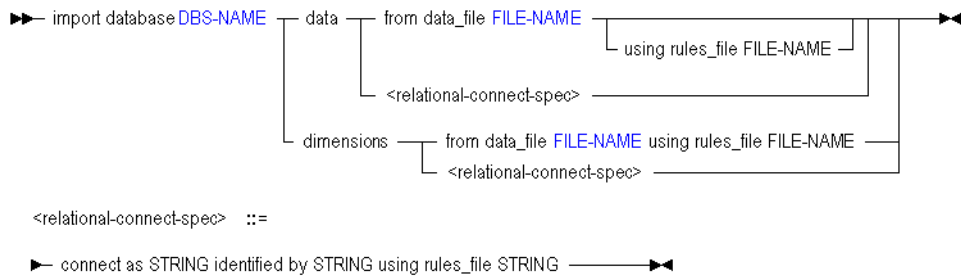 import database DBS-NAME data from data_file FILE-NAME
using rules_file FILE-NAME
<relational-connect-spec>
dimensions from data_file FILE-NAME using rules_file FILE-NAME
<relational-connect-spec>
<relational-connect-spec> ::=
connect as STRING identified by STRING using rules_file STRING